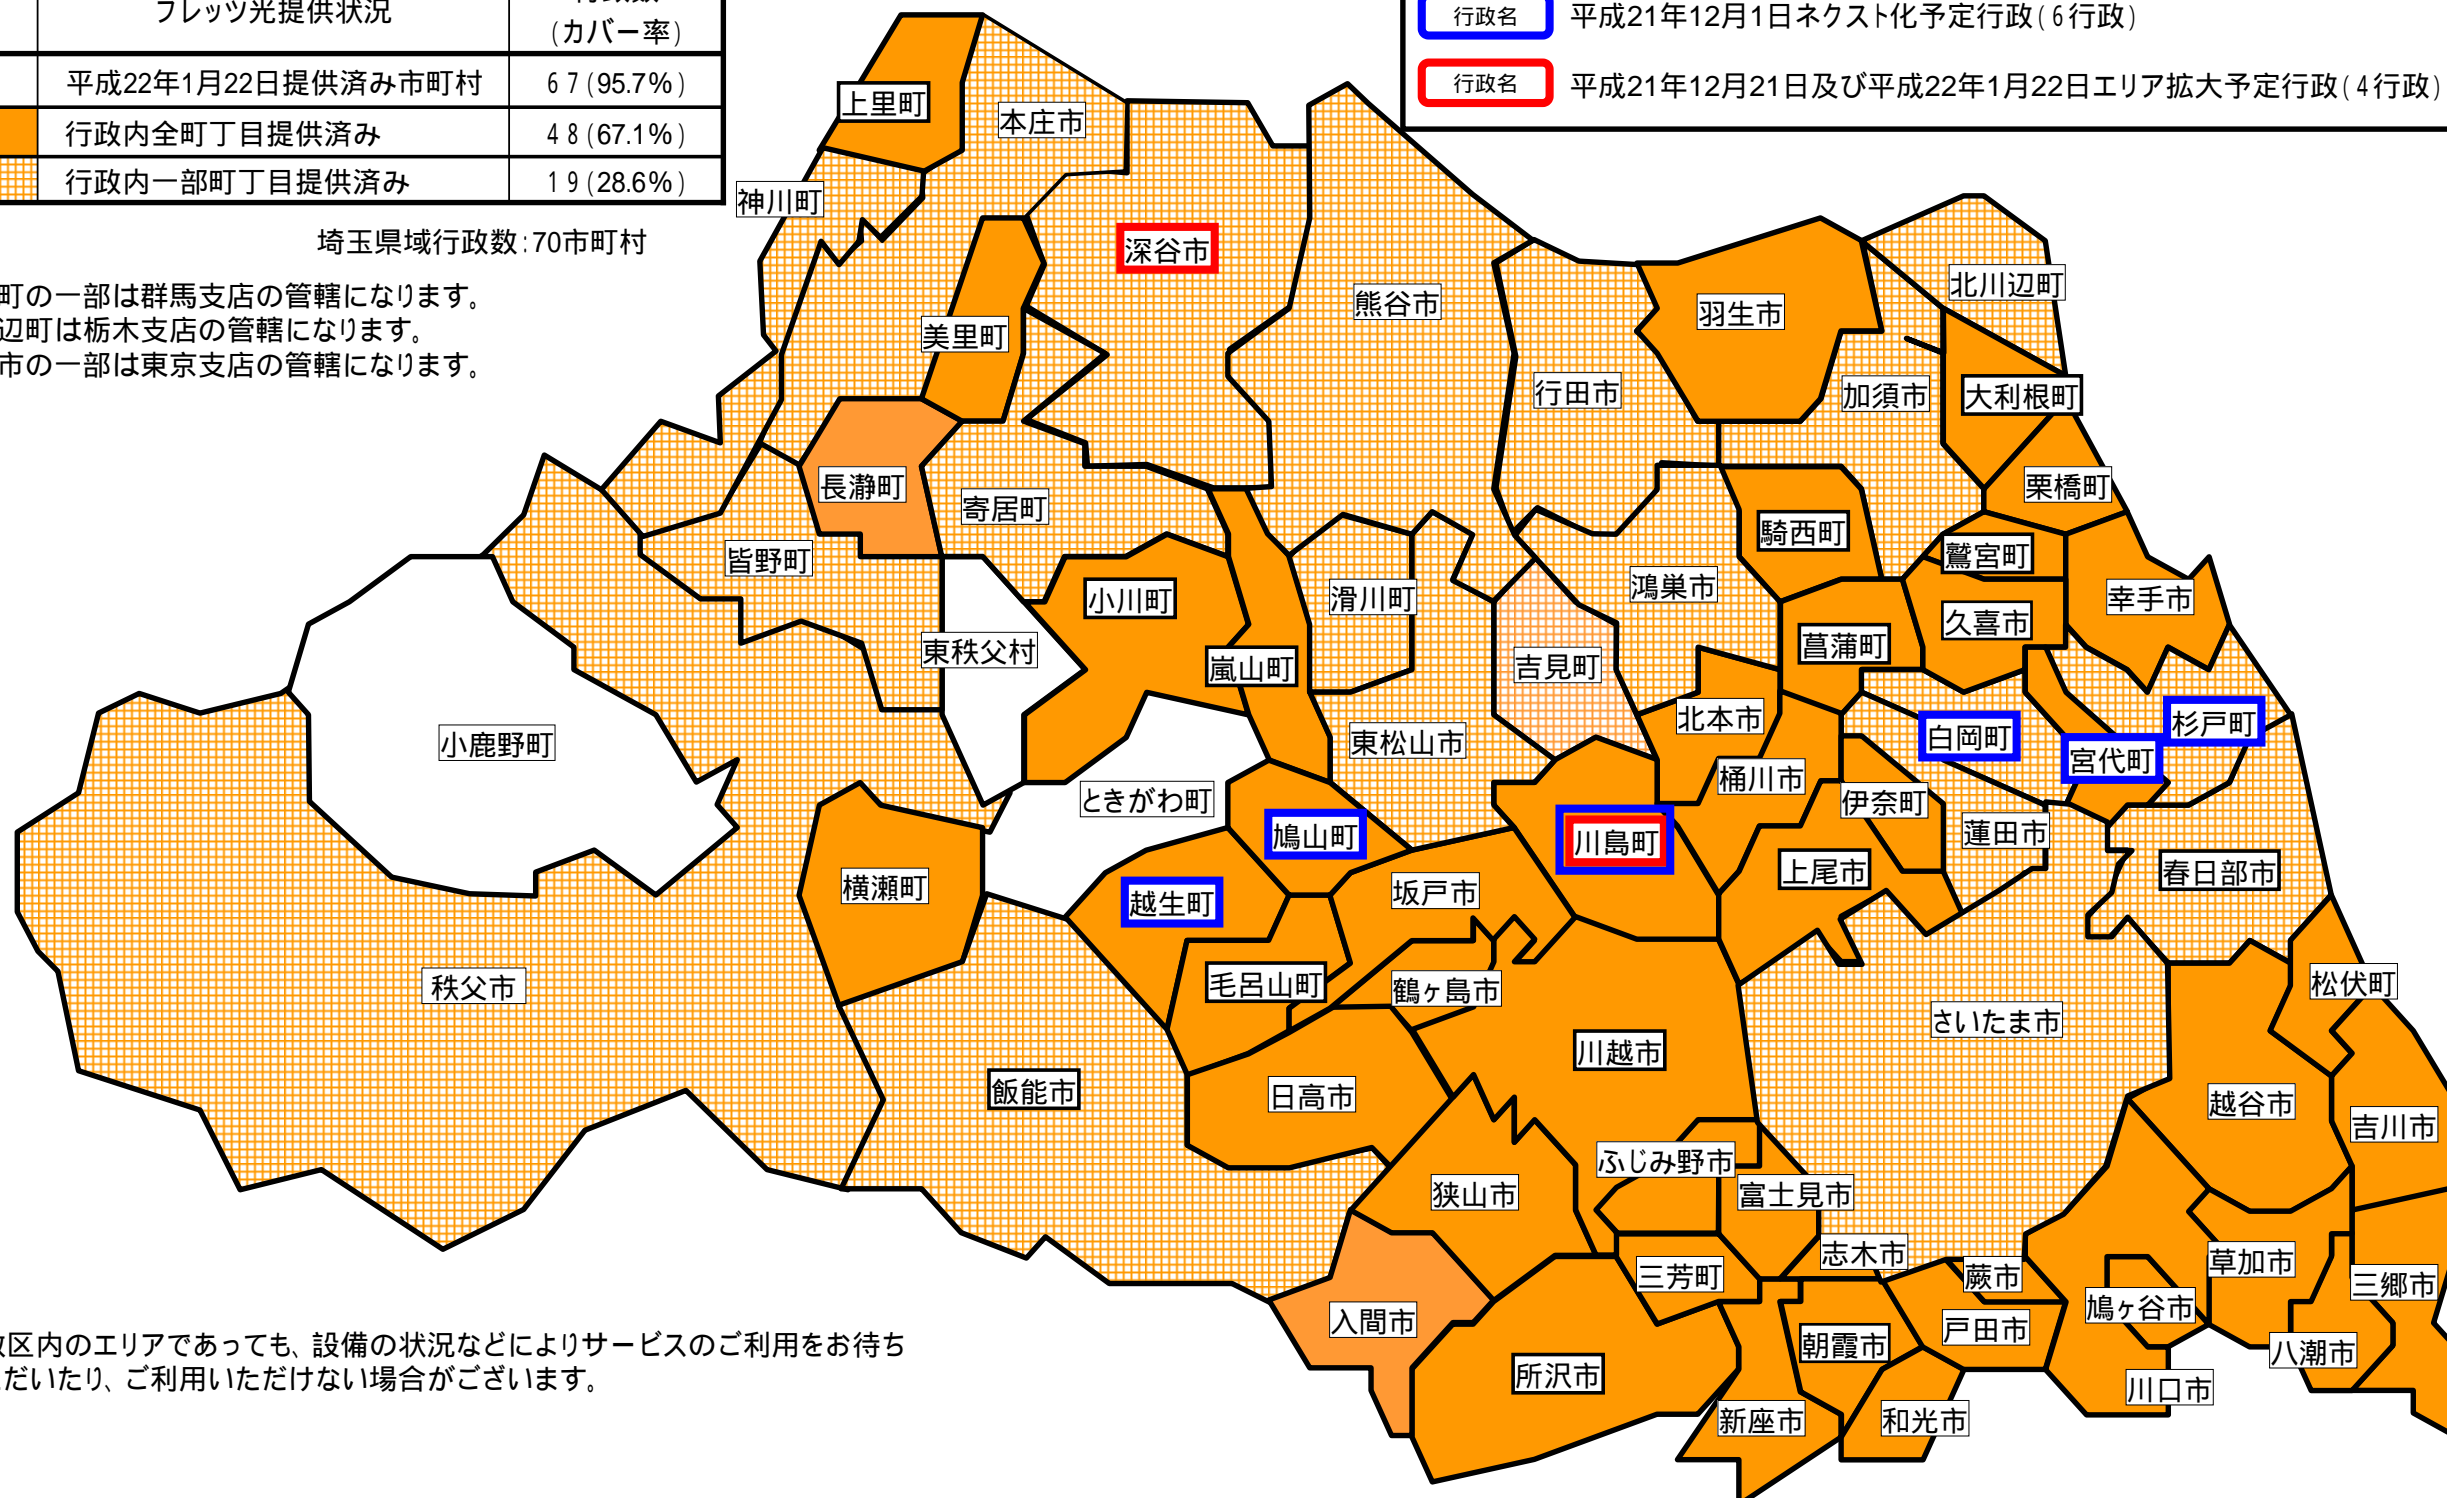 フレッツ光提供状況
(カバー率)
平成22年1月22日提供済み市町村 67(95.7%)
行政内全町丁目提供済み 48(67.1%)
行政内一部町丁目提供済み 19(28.6%)
埼玉県域行政数:70市町村
町の一部は群馬支店の管轄になります。
辺町は栃木支店の管轄になります。
市の一部は東京支店の管轄になります。
行政名 平成21年12月1日ネクスト化予定行政(6行政)
行政名 平成21年12月21日及び平成22年1月22日エリア拡大予定行政(4行政)
上里町
本庄市
神川町
深谷市
熊谷市
北川辺町
羽生市
美里町
行田市
加須市
大利根町
長瀞町
寄居町
栗橋町
騎西町
皆野町
鷲宮町
小川町
滑川町
鴻巣市
幸手市
久喜市
東秩父村
嵐山町
吉見町
菖蒲町
北本市
杉戸町
小鹿野町
東松山市
白岡町
宮代町
ときがわ町
桶川市
伊奈町
鳩山町
川島町
蓮田市
横瀬町
越生町
坂戸市
上尾市
春日部市
秩父市
毛呂山町
鶴ヶ島市
松伏町
さいたま市
川越市
飯能市
日高市
越谷市
吉川市
ふじみ野市
狭山市
富士見市
志木市
草加市
三芳町
蕨市
三郷市
入間市
鳩ヶ谷市
戸田市
朝霞市
八潮市
所沢市
川口市
新座市
和光市
区内のエリアであっても、設備の状況などによりサービスのご利用をお待ち
だいたり、ご利用いただけない場合がございます。